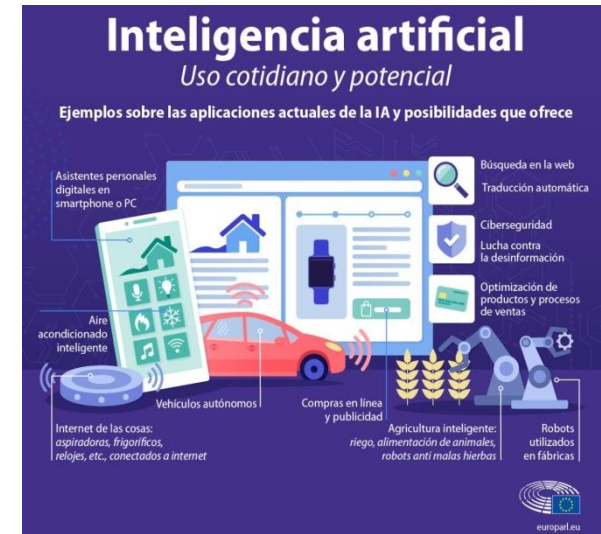 Inteligencia artificial
Uso cotidiano y potencial
Ejemplos sobre las aplicaciones actuales de la IA y posibilidades que ofrece
Asistentes personales
digitales en
smartphone o PC
Búsqueda en la web
Traducción automática
Ciberseguridad
Lucha contra
la desinformación
Optimización de
productos y procesos
de ventas
Aire
acondicionado
inteligente
Vehículos autónomos
Compras en línea
y publicidad
Internet de las cosas:
aspiradoras, frigoríficos,
relojes, etc., conectados a internet
Agricultura inteligente:
riego, alimentación de animales,
robots anti malas hierbas
Robots
utilizados
en fábricas
europarl.eu